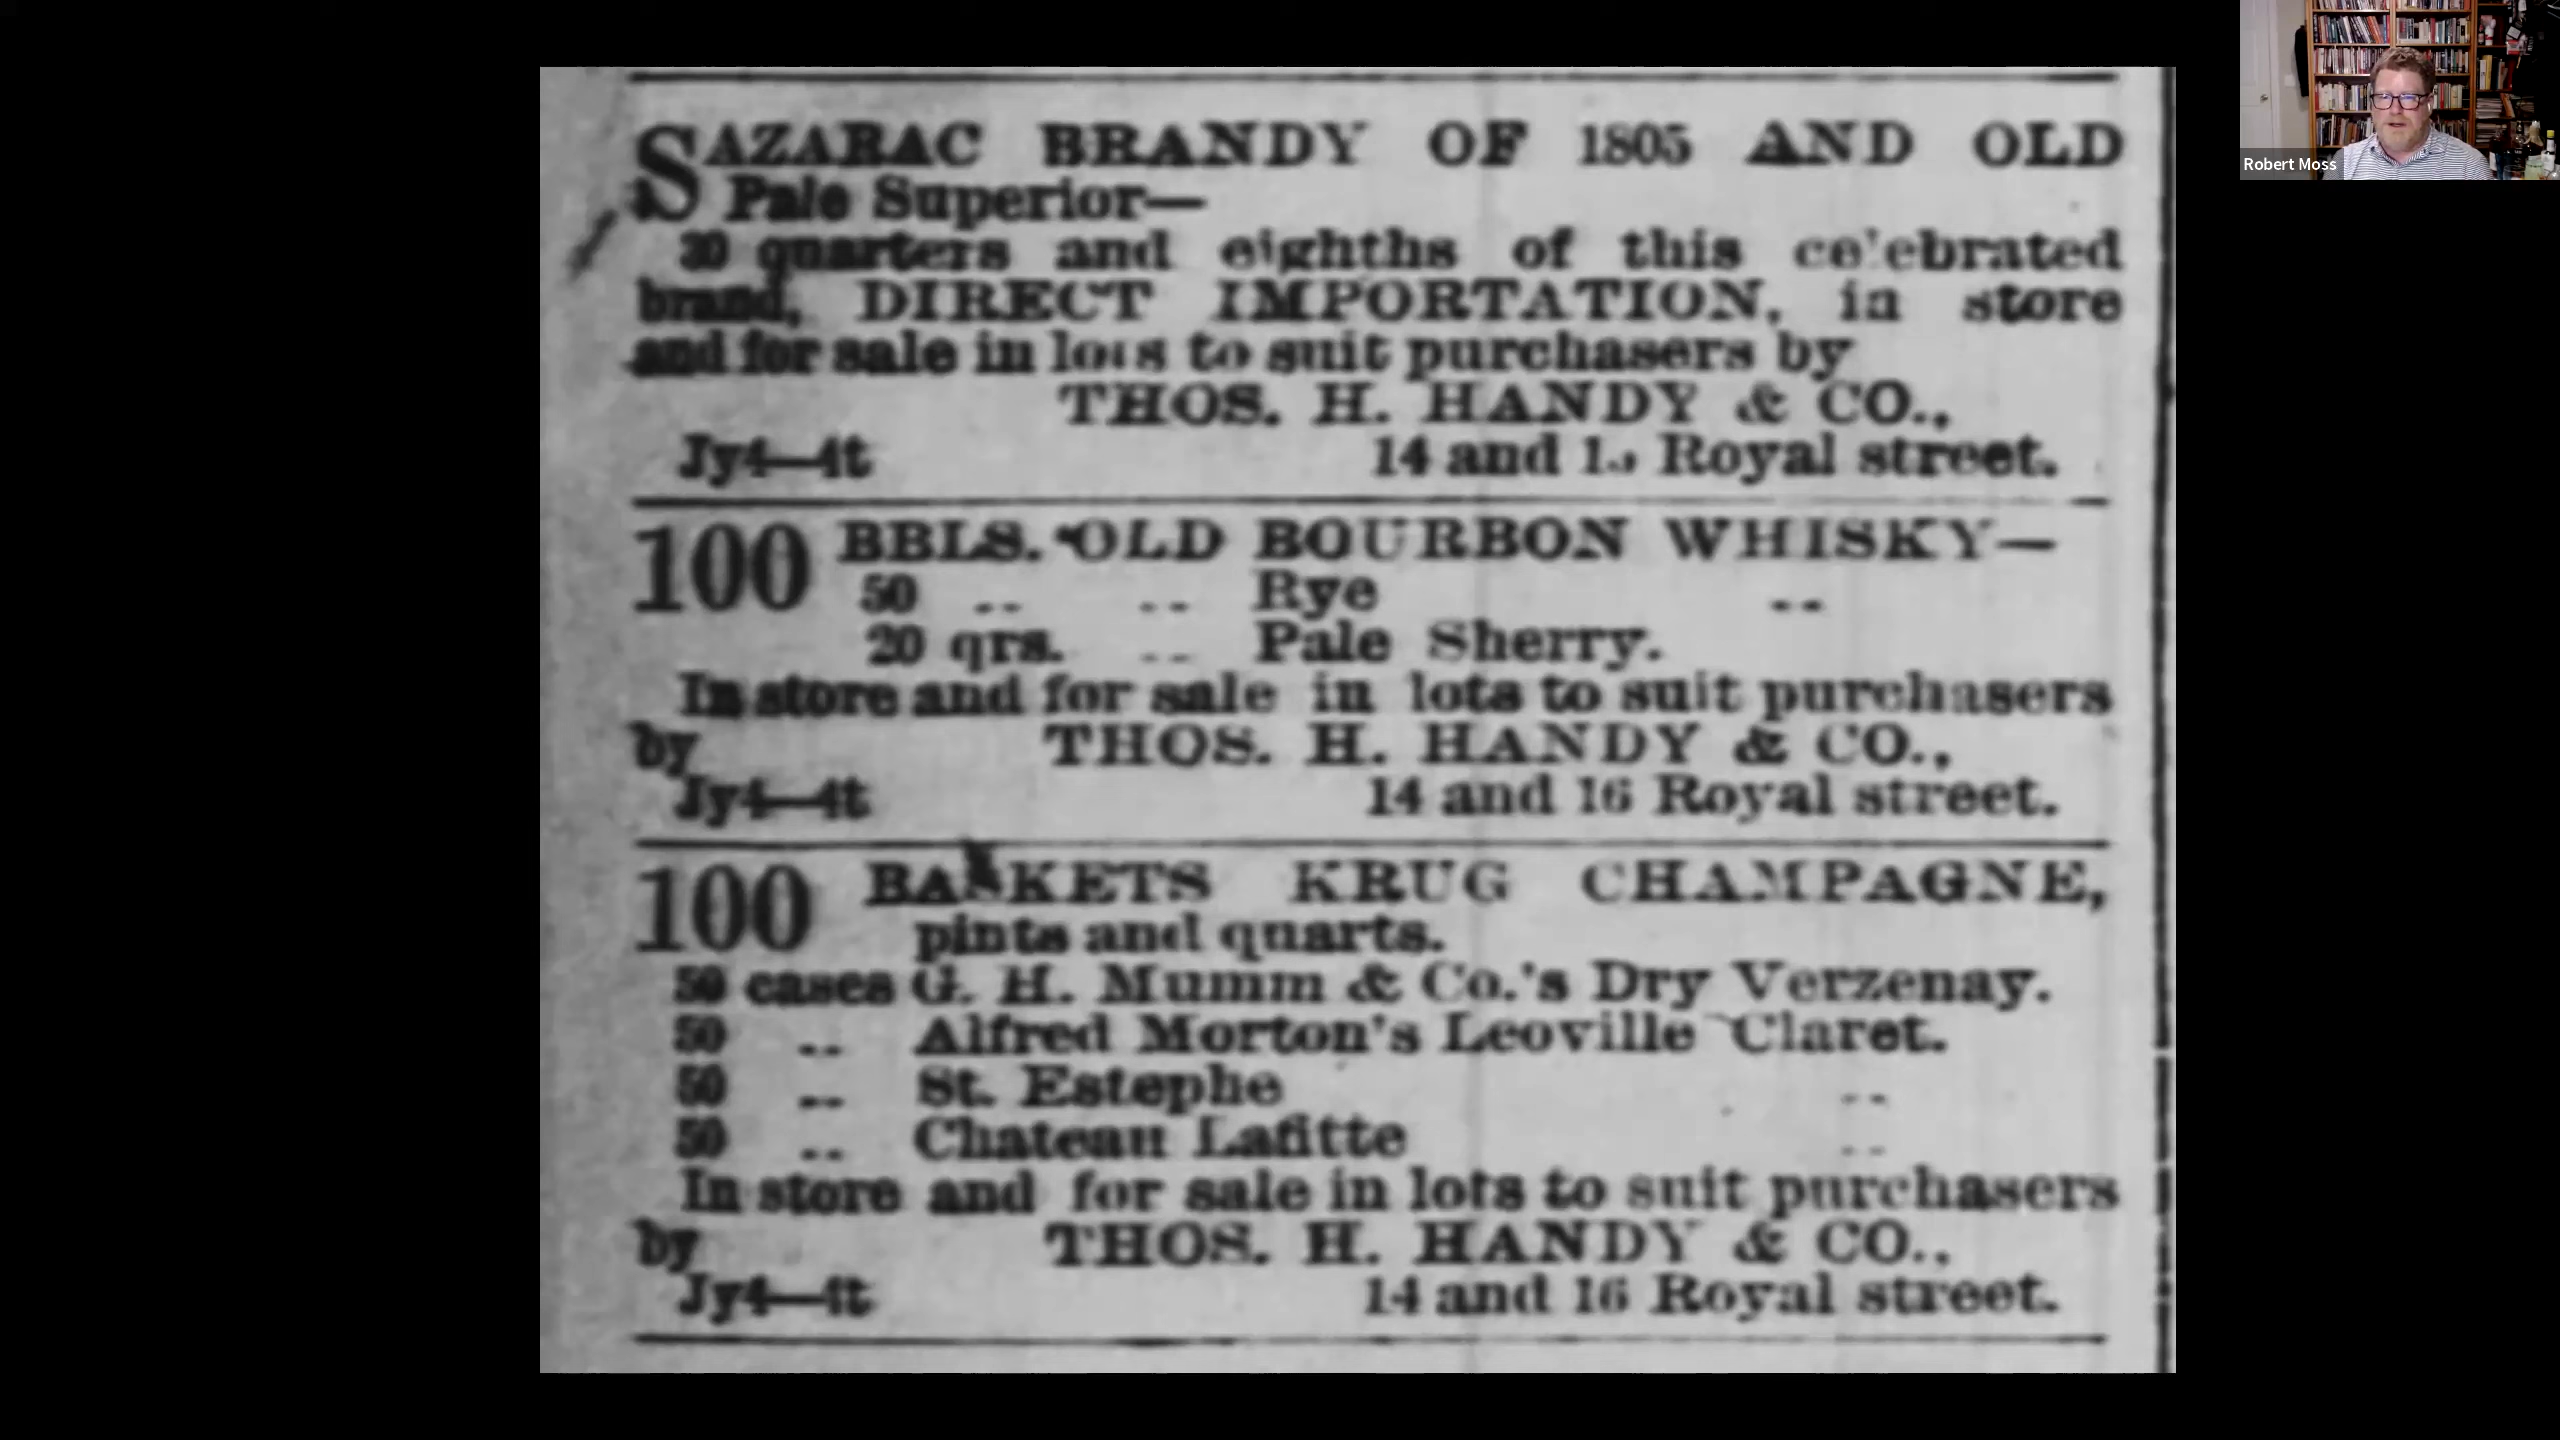 SAZARAC BRANDY OF 1805 AND OLD
Pale Superior—
30 quarters and eighths of this celebrated
brand, DIRECT IMPORTATION, in store
and for sale in lots to suit purchasers by
THOS. H. HANDY & CO.,
Jy4—4t 14 and Royal street.
100 BBLS. OLD BOURBON WHISKY—
50 .. .. Rye ..
20 qrs. .. Pale Sherry.
In store and for sale in lots to suit purchasers
by THOS. H. HANDY & CO.,
Jy4—4t 14 and 16 Royal street.
100 BASKETS KRUG CHAMPAGNE,
pints and quarts.
50 cases G. H. Mumm & Co.'s Dry Verzenay.
50 .. Alfred Morton's Leoville Claret.
50 .. St. Estephe ..
50 .. Chateau Lafitte ..
In store and for sale in lots to suit purchasers
by THOS. H. HANDY & CO.,
Jy4—4t 14 and 16 Royal street.
Robert Moss